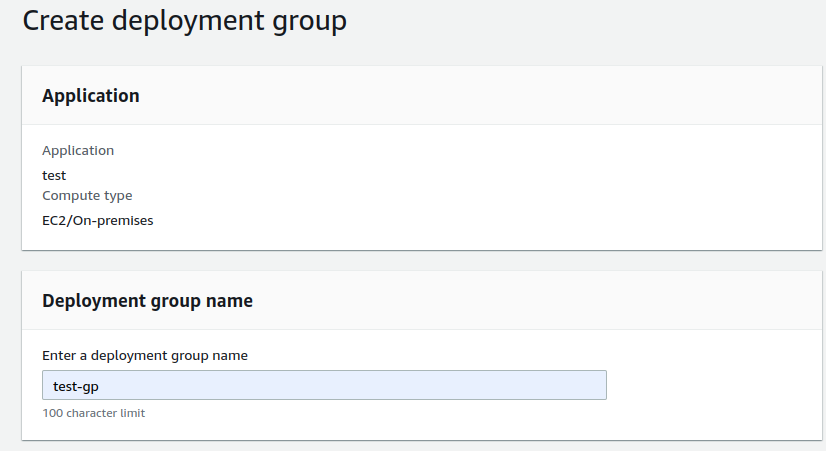 Create deployment group
Application
Application
test
Compute type
EC2/On-premises
Deployment group name
Enter a deployment group name
test-gp
100 character limit